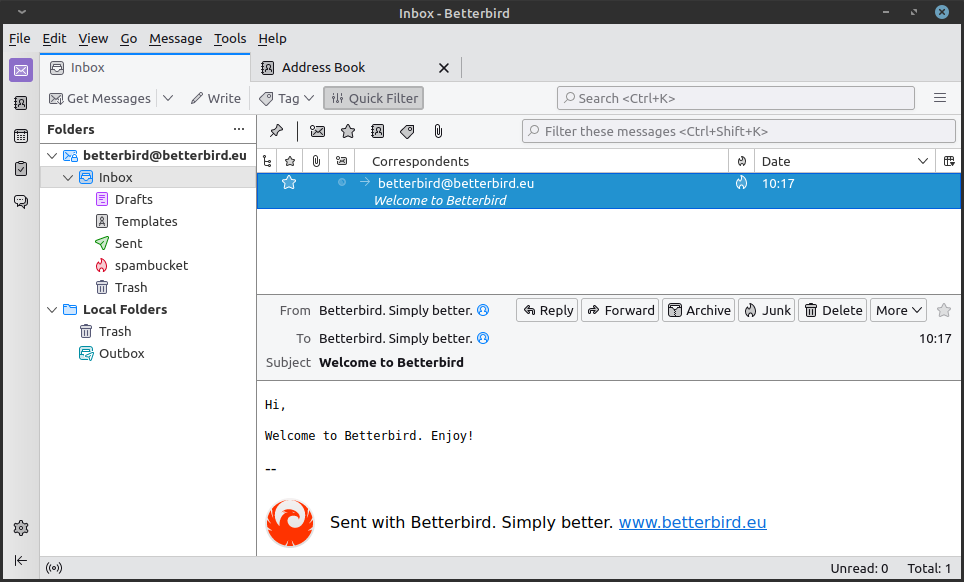 Inbox - Betterbird
File Edit View Go Message Tools Help
Inbox
Address Book
Get Messages
Write
Tag
Quick Filter
Search <Ctrl+K>
Folders
Filter these messages <Ctrl+Shift+K>
betterbird@betterbird.eu
Inbox
Drafts
Templates
Sent
spambucket
Trash
Local Folders
Trash
Outbox
Correspondents
Date
betterbird@betterbird.eu
10:17
Welcome to Betterbird
From Betterbird. Simply better.
Reply
Forward
Archive
Junk
Delete
More
To Betterbird. Simply better.
10:17
Subject Welcome to Betterbird
Hi,
Welcome to Betterbird. Enjoy!
--
Sent with Betterbird. Simply better. www.betterbird.eu
Unread: 0 Total: 1